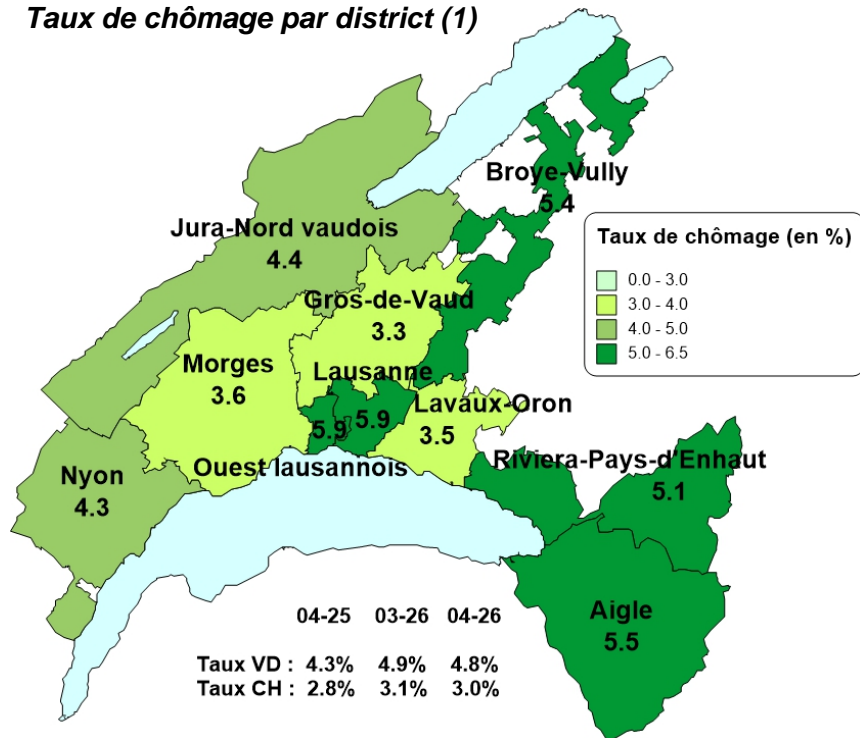 Taux de chômage par district (1)
Broye-Vully
5.4
Jura-Nord vaudois
4.4
Taux de chômage (en %)
0.0 - 3.0
3.0 - 4.0
4.0 - 5.0
5.0 - 6.5
Gros-de-Vaud
3.3
Morges
3.6
Lausanne
5.9
5.9
Lavaux-Oron
3.5
Ouest lausannois
Nyon
4.3
Riviera-Pays-d'Enhaut
5.1
Aigle
5.5
04-25 03-26 04-26
Taux VD : 4.3% 4.9% 4.8%
Taux CH : 2.8% 3.1% 3.0%